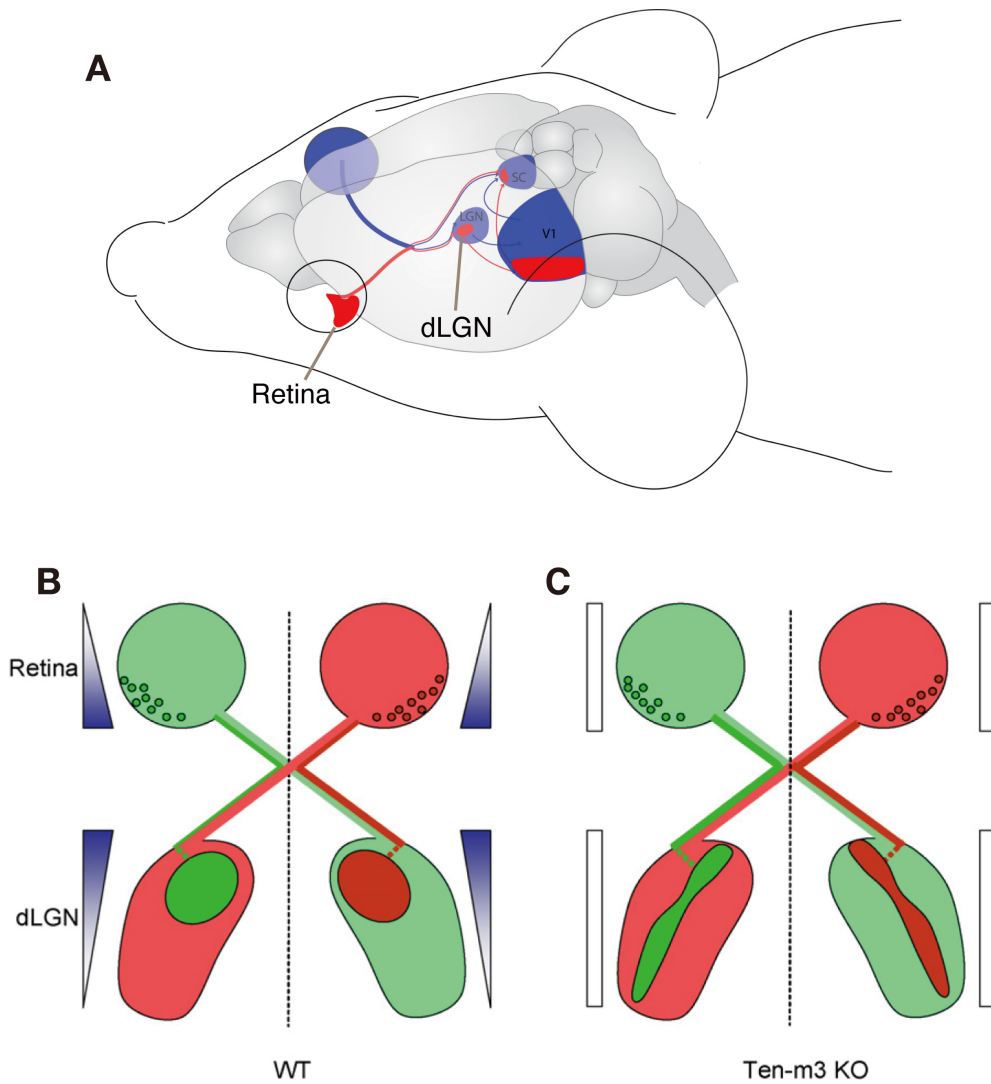 A
SC
LGN
V1
dLGN
Retina
B
C
Retina
dLGN
WT
Ten-m3 KO